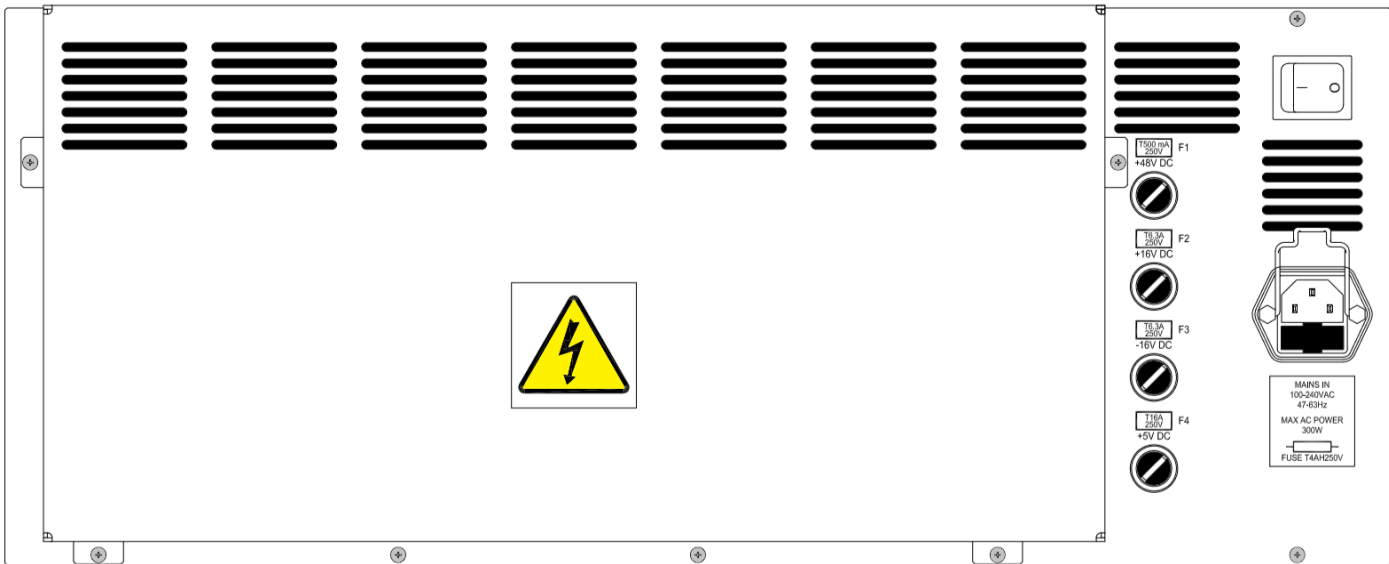 T500 mA
250V
F1
+48V DC
T6.3A
250V
F2
+16V DC
T6.3A
250V
F3
-16V DC
T16A
250V
F4
+5V DC
MAINS IN
100-240VAC
47-63Hz
MAX AC POWER
300W
FUSE T4AH250V